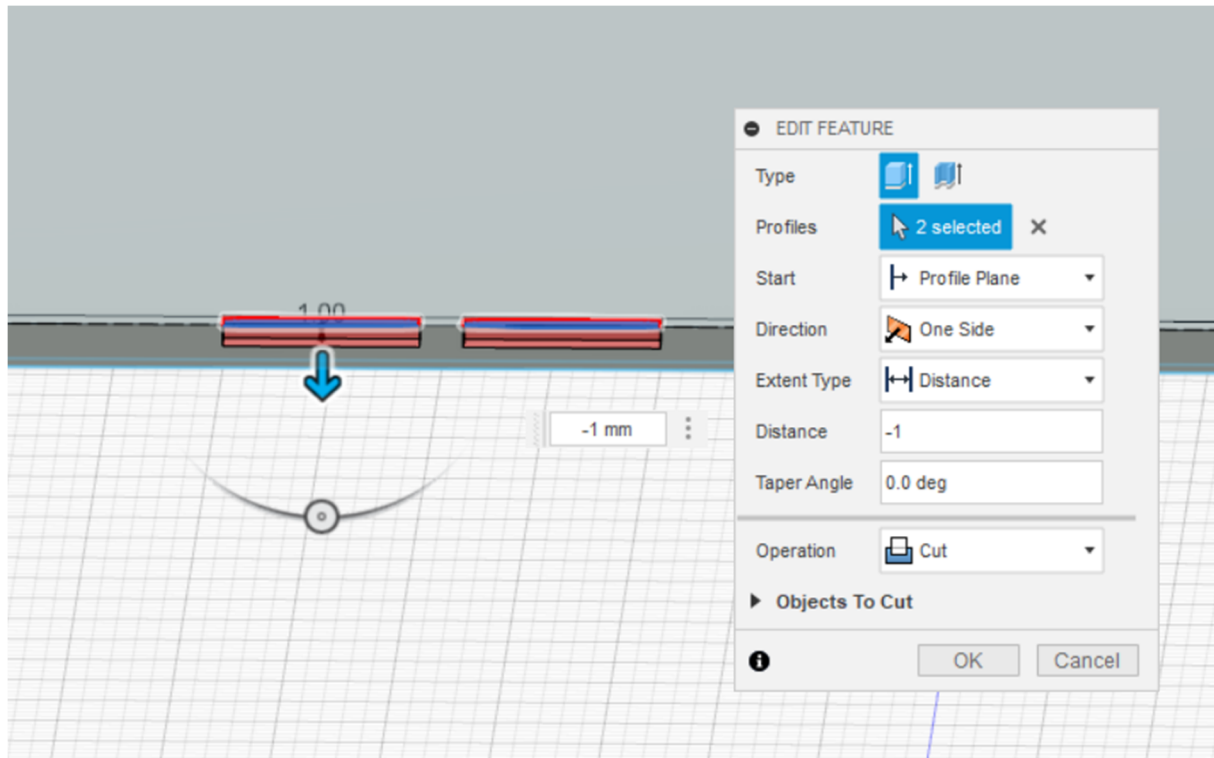 EDIT FEATURE
Type
Profiles 2 selected
Start Profile Plane
Direction One Side
Extent Type Distance
Distance -1
Taper Angle 0.0 deg
Operation Cut
Objects To Cut
OK Cancel
1.00
-1 mm